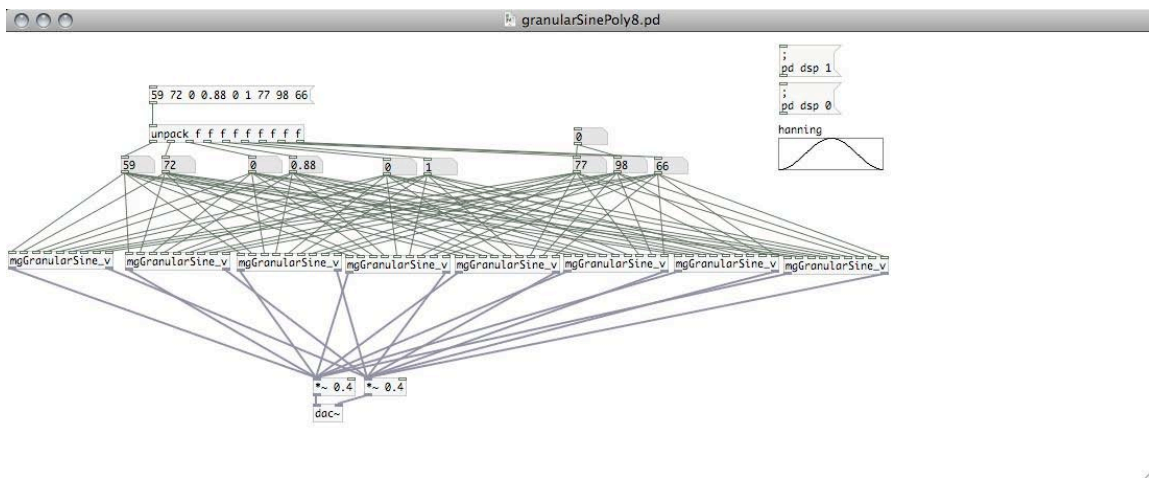 granularSinePoly8.pd
;
pd dsp 1
59 72 0 0.88 0 1 77 98 66
;
pd dsp 0
unpack f f f f f f f f f
0
hanning
59
72
0
0.88
0
1
77
98
66
mgGranularSine_v
mgGranularSine_v
mgGranularSine_v
mgGranularSine_v
mgGranularSine_v
mgGranularSine_v
mgGranularSine_v
mgGranularSine_v
*~ 0.4
*~ 0.4
dac~